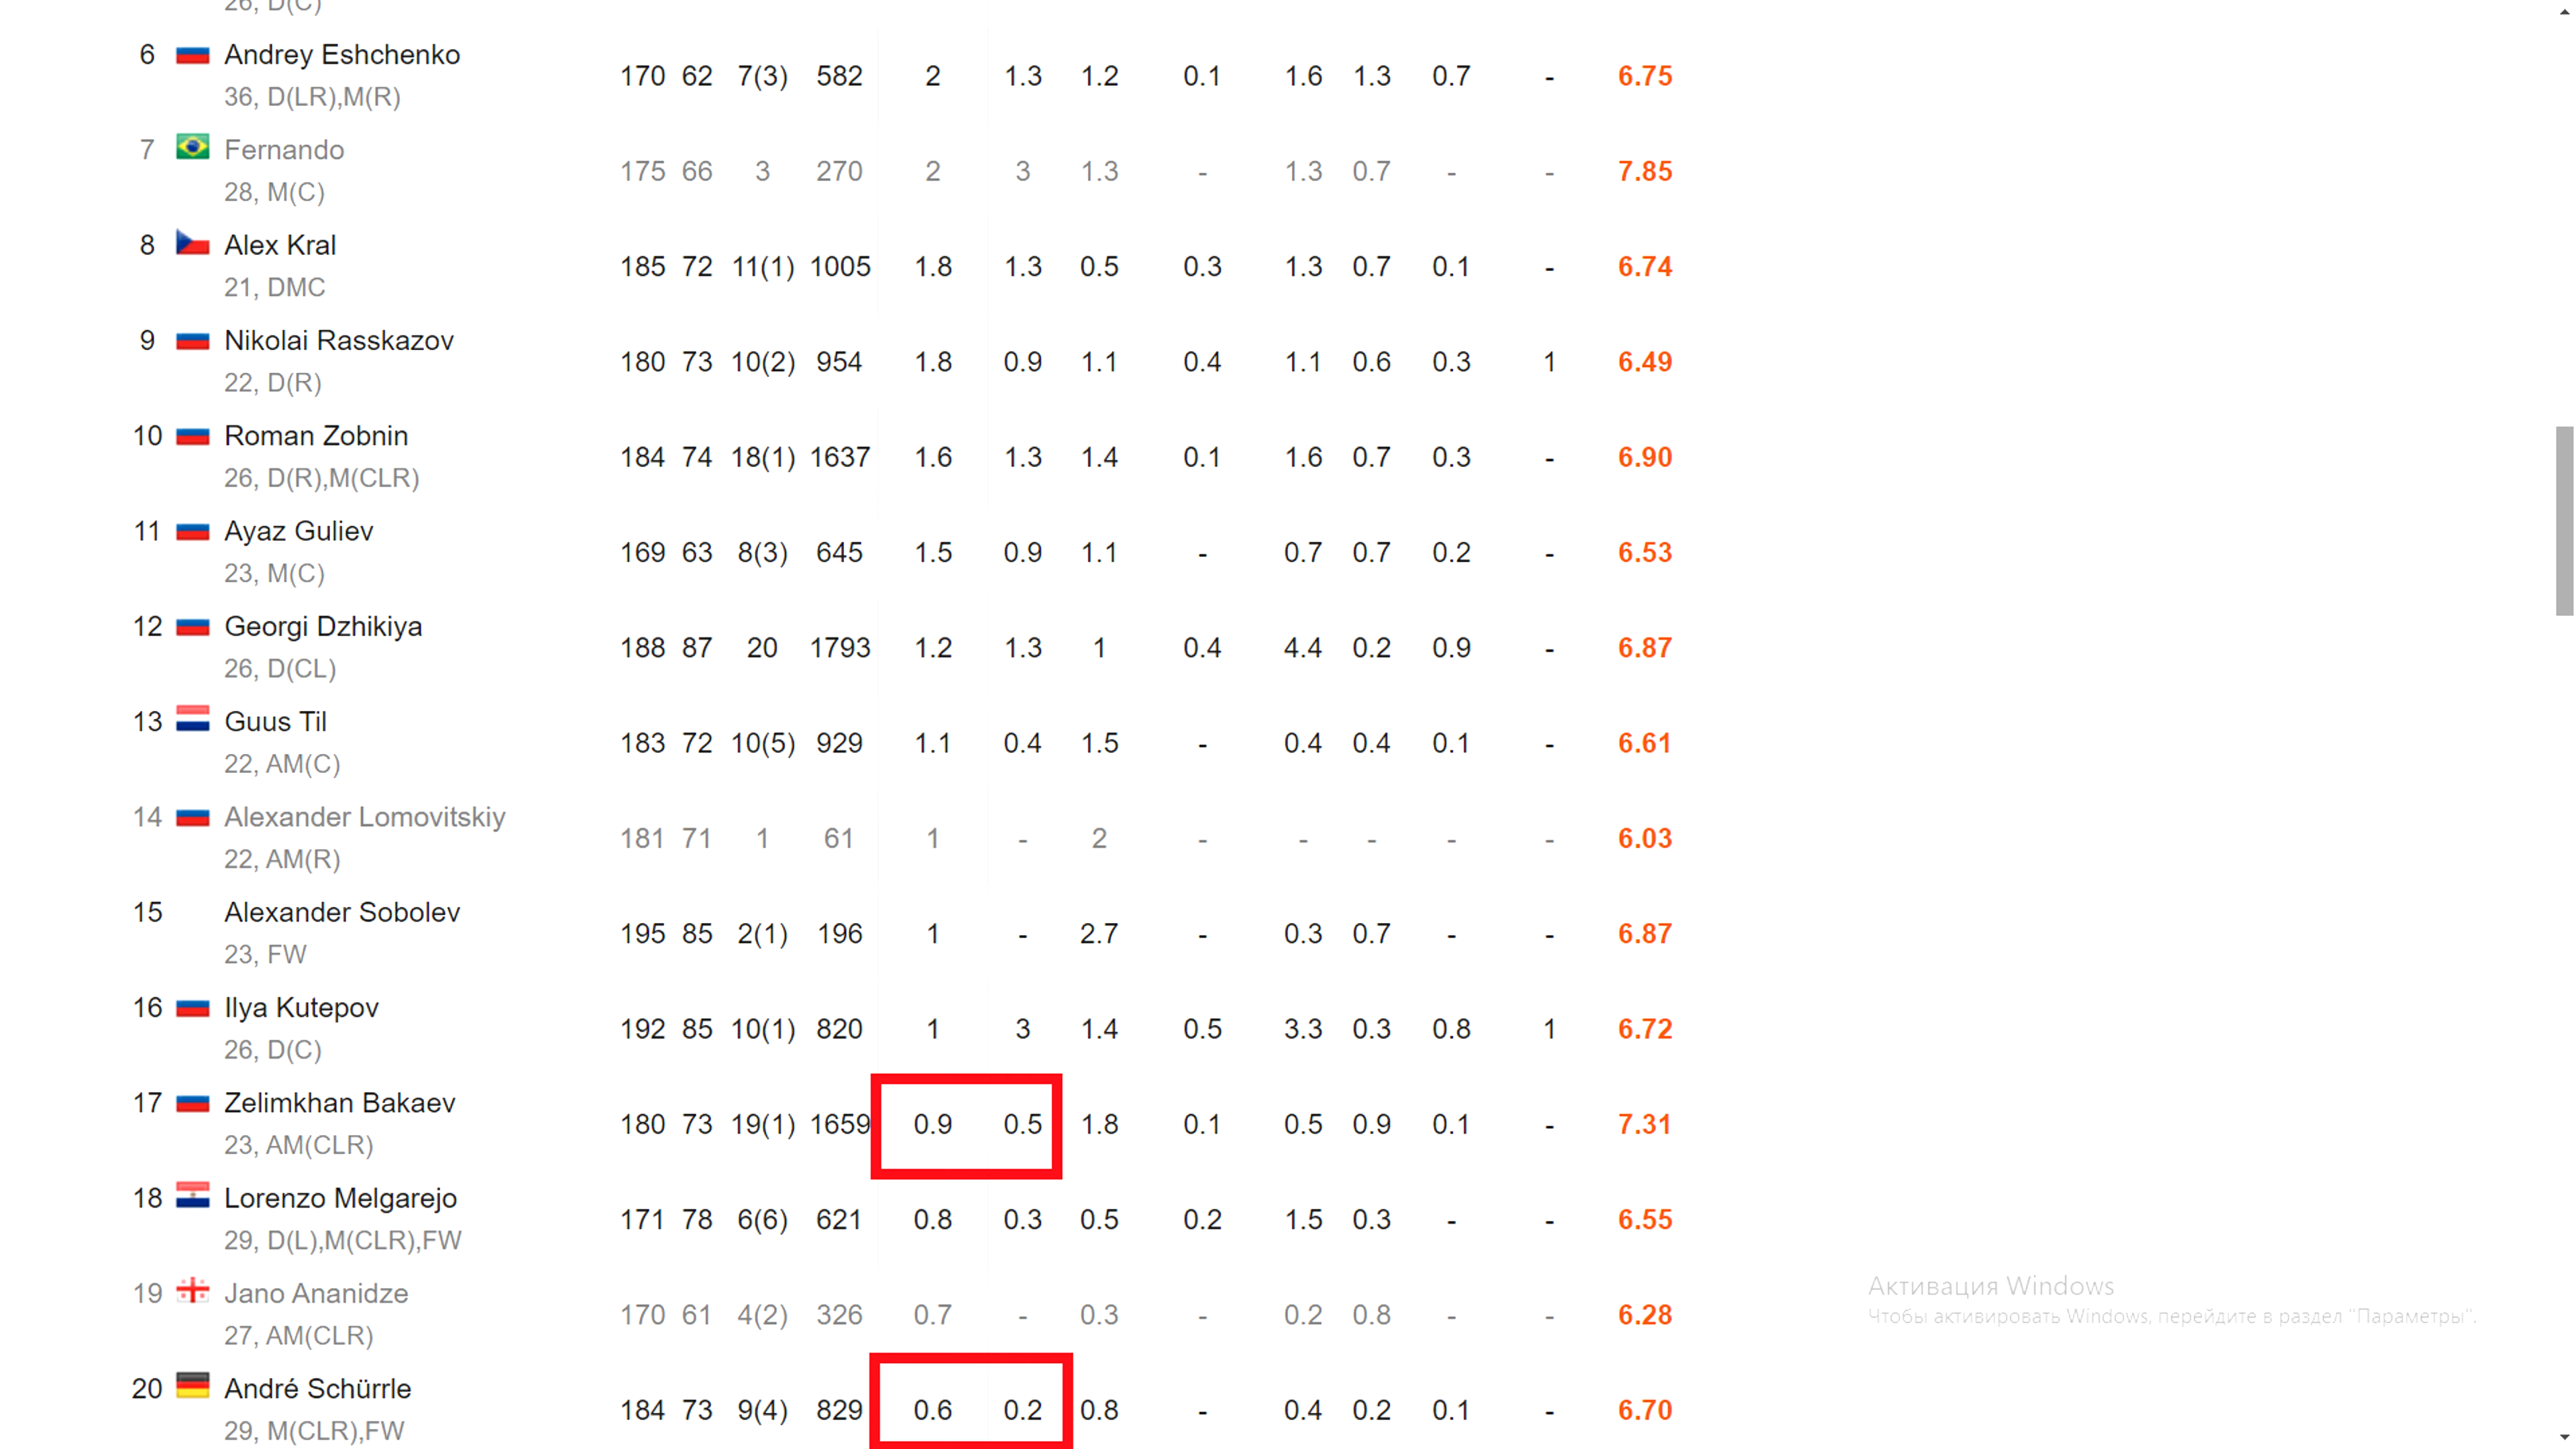 26, D(C)
6 Andrey Eshchenko
170 62 7(3) 582 2 1.3 1.2 0.1 1.6 1.3 0.7 - 6.75
36, D(LR),M(R)
7 Fernando
175 66 3 270 2 3 1.3 - 1.3 0.7 - - 7.85
28, M(C)
8 Alex Kral
185 72 11(1) 1005 1.8 1.3 0.5 0.3 1.3 0.7 0.1 - 6.74
21, DMC
9 Nikolai Rasskazov
180 73 10(2) 954 1.8 0.9 1.1 0.4 1.1 0.6 0.3 1 6.49
22, D(R)
10 Roman Zobnin
184 74 18(1) 1637 1.6 1.3 1.4 0.1 1.6 0.7 0.3 - 6.90
26, D(R),M(CLR)
11 Ayaz Guliev
169 63 8(3) 645 1.5 0.9 1.1 - 0.7 0.7 0.2 - 6.53
23, M(C)
12 Georgi Dzhikiya
188 87 20 1793 1.2 1.3 1 0.4 4.4 0.2 0.9 - 6.87
26, D(CL)
13 Guus Til
183 72 10(5) 929 1.1 0.4 1.5 - 0.4 0.4 0.1 - 6.61
22, AM(C)
14 Alexander Lomovitskiy
181 71 1 61 1 - 2 - - - - - 6.03
22, AM(R)
15 Alexander Sobolev
195 85 2(1) 196 1 - 2.7 - 0.3 0.7 - - 6.87
23, FW
16 Ilya Kutepov
192 85 10(1) 820 1 3 1.4 0.5 3.3 0.3 0.8 1 6.72
26, D(C)
17 Zelimkhan Bakaev
180 73 19(1) 1659 0.9 0.5 1.8 0.1 0.5 0.9 0.1 - 7.31
23, AM(CLR)
18 Lorenzo Melgarejo
171 78 6(6) 621 0.8 0.3 0.5 0.2 1.5 0.3 - - 6.55
29, D(L),M(CLR),FW
19 Jano Ananidze
170 61 4(2) 326 0.7 - 0.3 - 0.2 0.8 - - 6.28
27, AM(CLR)
20 André Schürrle
184 73 9(4) 829 0.6 0.2 0.8 - 0.4 0.2 0.1 - 6.70
29, M(CLR),FW
Активация Windows
Чтобы активировать Windows, перейдите в раздел "Параметры".